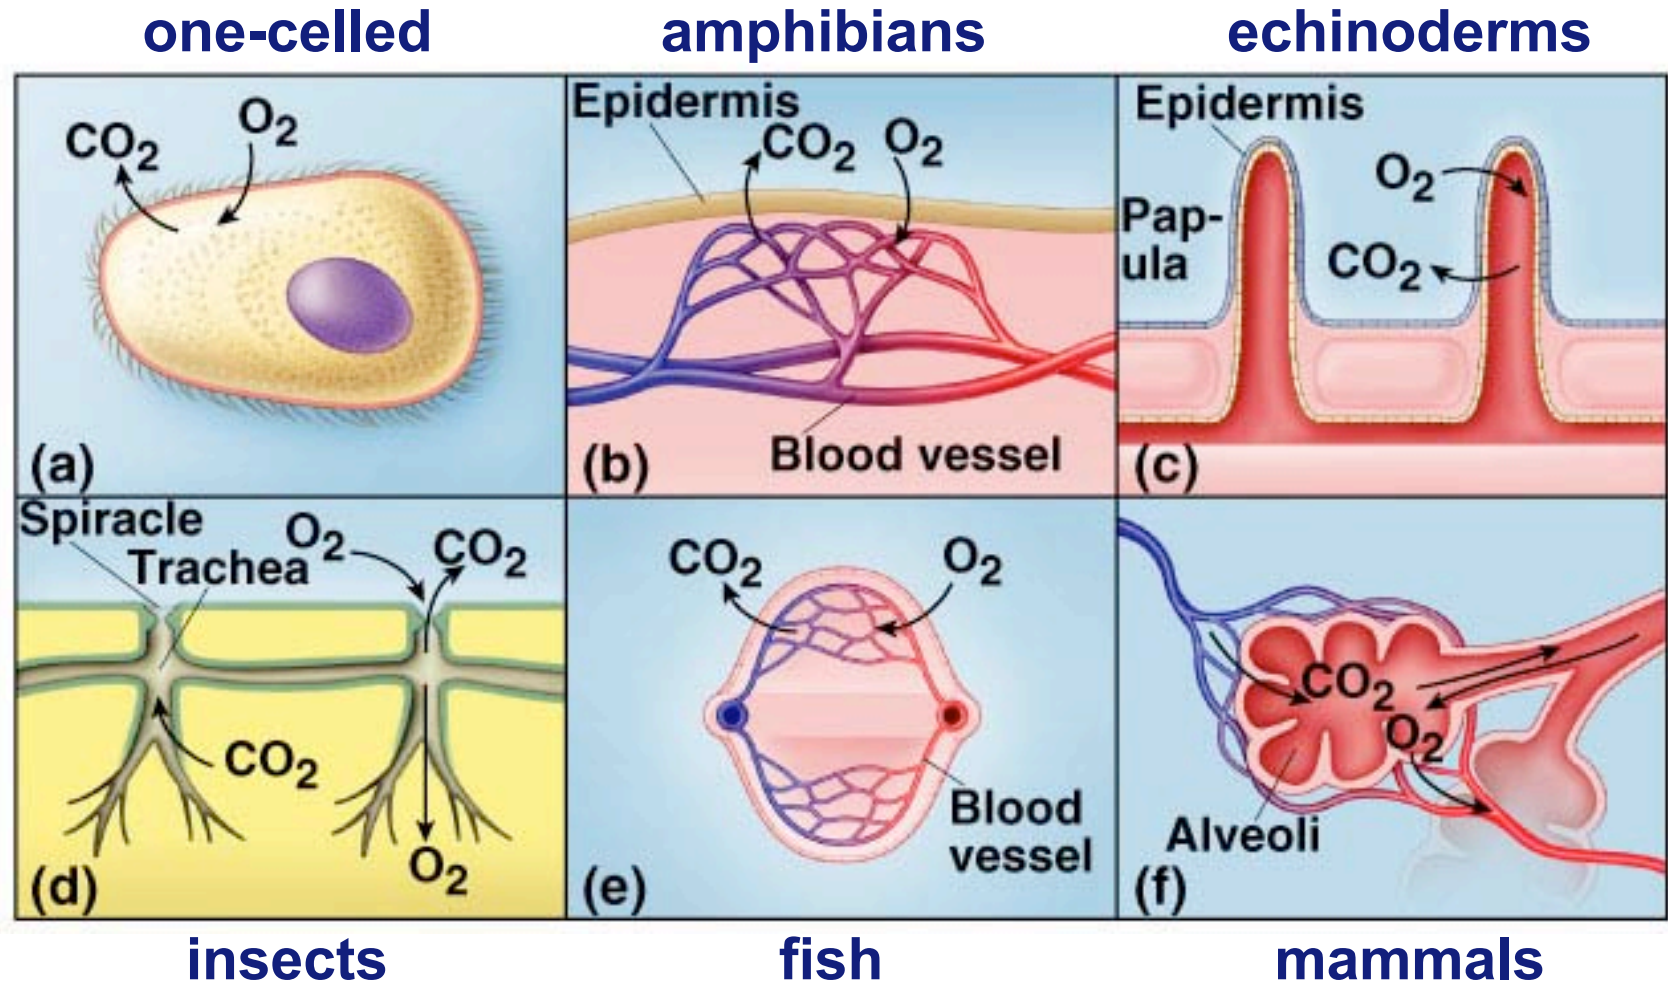 one-celled
amphibians
echinoderms
CO2
O2
(a)
Epidermis
CO2
O2
Blood vessel
(b)
Epidermis
O2
Pap-
ula
CO2
(c)
Spiracle
Trachea
O2
CO2
CO2
O2
(d)
CO2
O2
Blood
vessel
(e)
CO2
O2
Alveoli
(f)
insects
fish
mammals